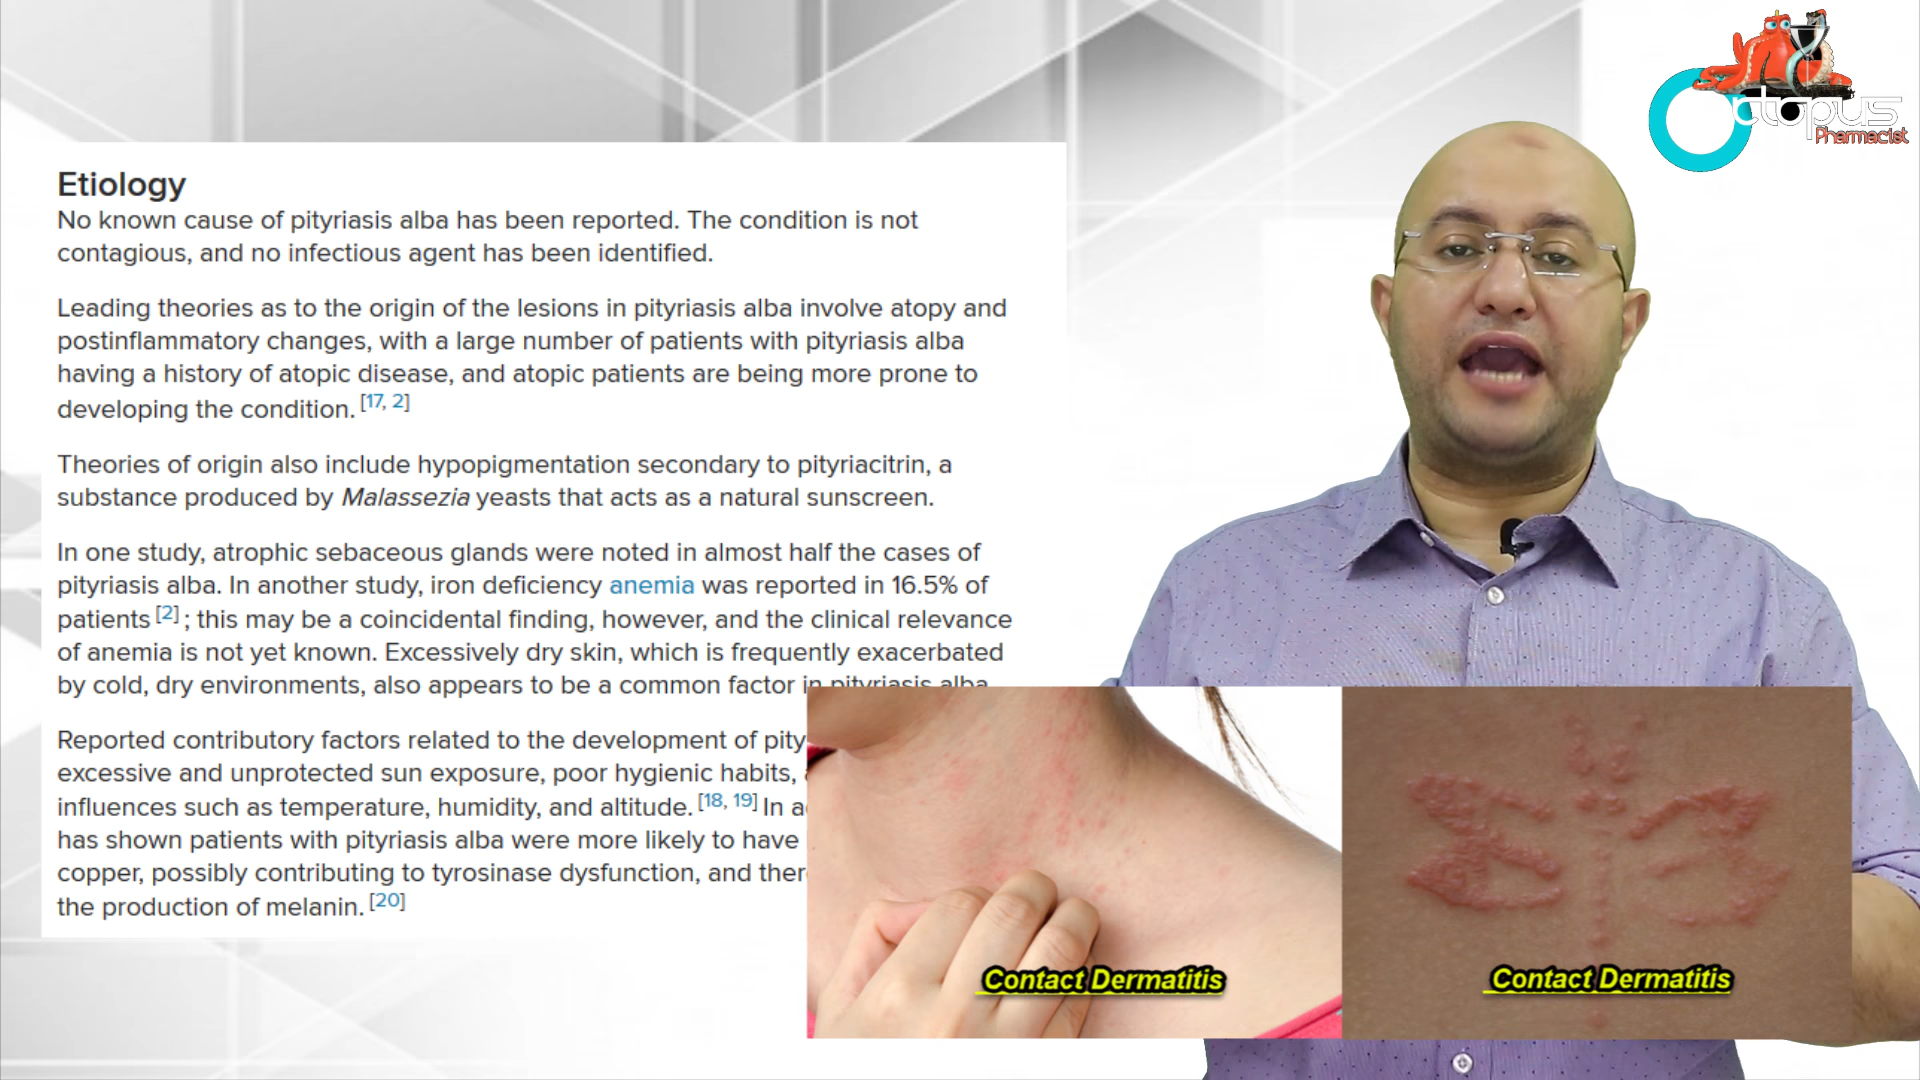 Octopus
Pharmacist
Etiology
No known cause of pityriasis alba has been reported. The condition is not
contagious, and no infectious agent has been identified.
Leading theories as to the origin of the lesions in pityriasis alba involve atopy and
postinflammatory changes, with a large number of patients with pityriasis alba
having a history of atopic disease, and atopic patients are being more prone to
developing the condition. [17, 2]
Theories of origin also include hypopigmentation secondary to pityriacitrin, a
substance produced by Malassezia yeasts that acts as a natural sunscreen.
In one study, atrophic sebaceous glands were noted in almost half the cases of
pityriasis alba. In another study, iron deficiency anemia was reported in 16.5% of
patients [2] ; this may be a coincidental finding, however, and the clinical relevance
of anemia is not yet known. Excessively dry skin, which is frequently exacerbated
by cold, dry environments, also appears to be a common factor in pityriasis alba
Reported contributory factors related to the development of pity
excessive and unprotected sun exposure, poor hygienic habits,
influences such as temperature, humidity, and altitude. [18, 19] In
has shown patients with pityriasis alba were more likely to have
copper, possibly contributing to tyrosinase dysfunction, and ther
the production of melanin. [20]
Contact Dermatitis
Contact Dermatitis